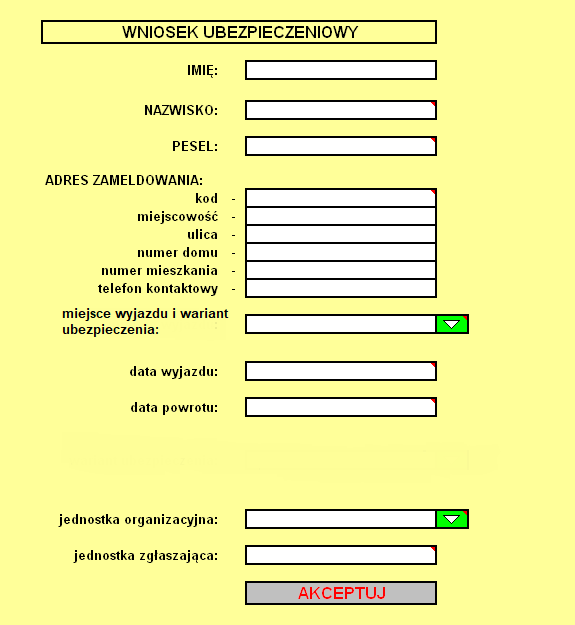 WNIOSEK UBEZPIECZENIOWY
IMIĘ:
NAZWISKO:
PESEL:
ADRES ZAMELDOWANIA:
kod -
miejscowość -
ulica -
numer domu -
numer mieszkania -
telefon kontaktowy -
miejsce wyjazdu i wariant
ubezpieczenia:
data wyjazdu:
data powrotu:
jednostka organizacyjna:
jednostka zgłaszająca:
AKCEPTUJ